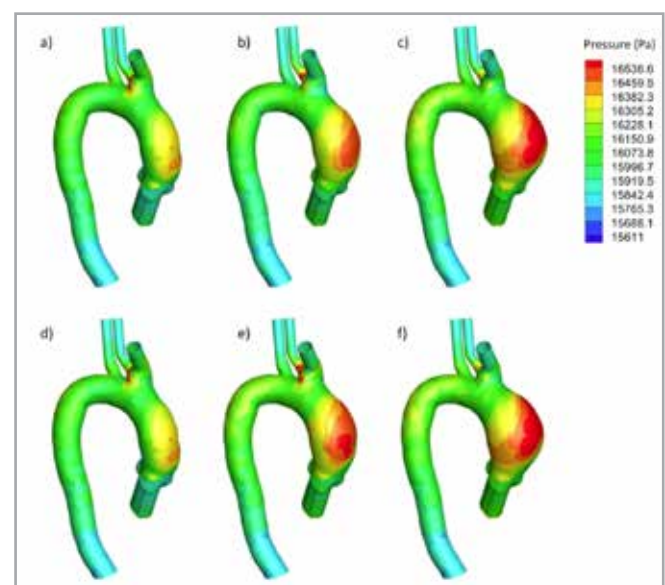 a)
b)
c)
Pressure (Pa)
16536.6
16459.5
16382.3
16305.2
16228.1
16150.9
16073.8
15996.7
15919.5
15842.4
15765.3
15688.1
15611
d)
e)
f)